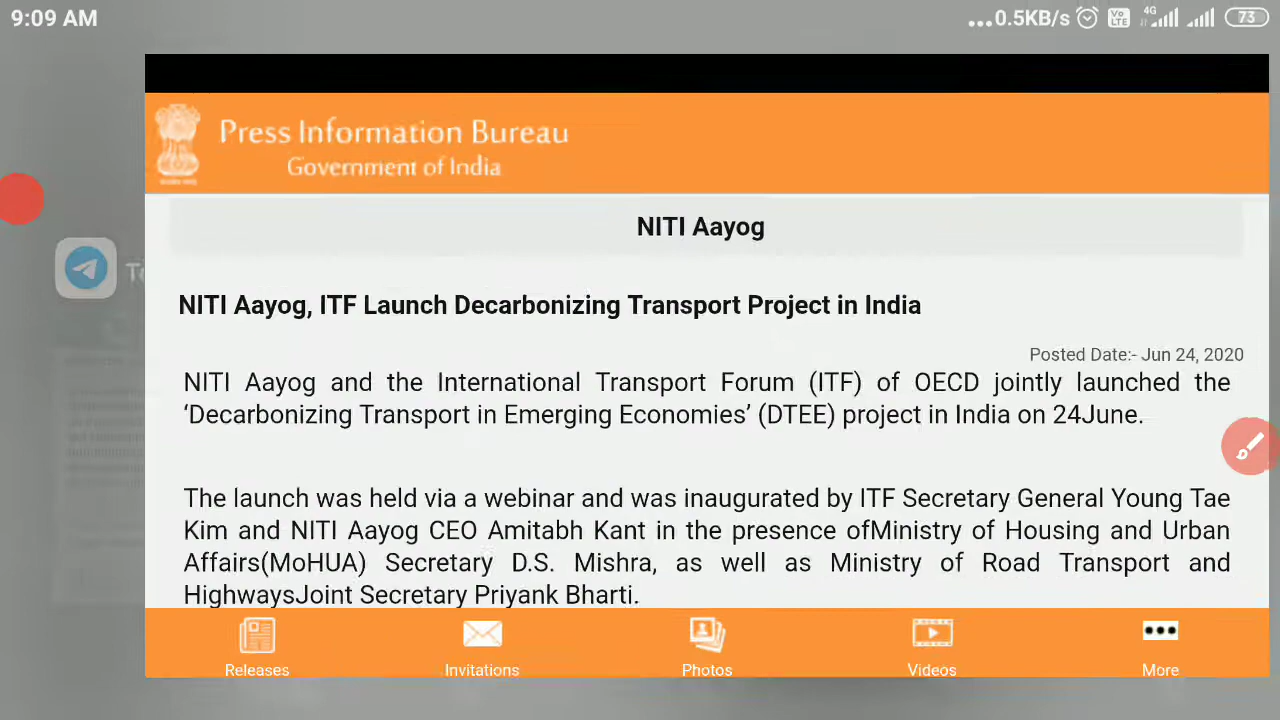 9:09 AM
...0.5KB/s
Vo
LTE
4G
73
Press Information Bureau
Government of India
NITI Aayog
NITI Aayog, ITF Launch Decarbonizing Transport Project in India
Posted Date:- Jun 24, 2020
NITI Aayog and the International Transport Forum (ITF) of OECD jointly launched the
‘Decarbonizing Transport in Emerging Economies’ (DTEE) project in India on 24June.
The launch was held via a webinar and was inaugurated by ITF Secretary General Young Tae
Kim and NITI Aayog CEO Amitabh Kant in the presence ofMinistry of Housing and Urban
Affairs(MoHUA) Secretary D.S. Mishra, as well as Ministry of Road Transport and
HighwaysJoint Secretary Priyank Bharti.
Releases
Invitations
Photos
Videos
More